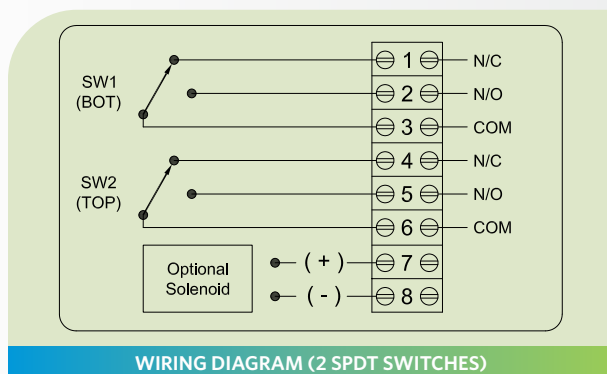 SW1
(BOT)
1 N/C
2 N/O
3 COM
SW2
(TOP)
4 N/C
5 N/O
6 COM
Optional
Solenoid
( + ) 7
( - ) 8
WIRING DIAGRAM (2 SPDT SWITCHES)